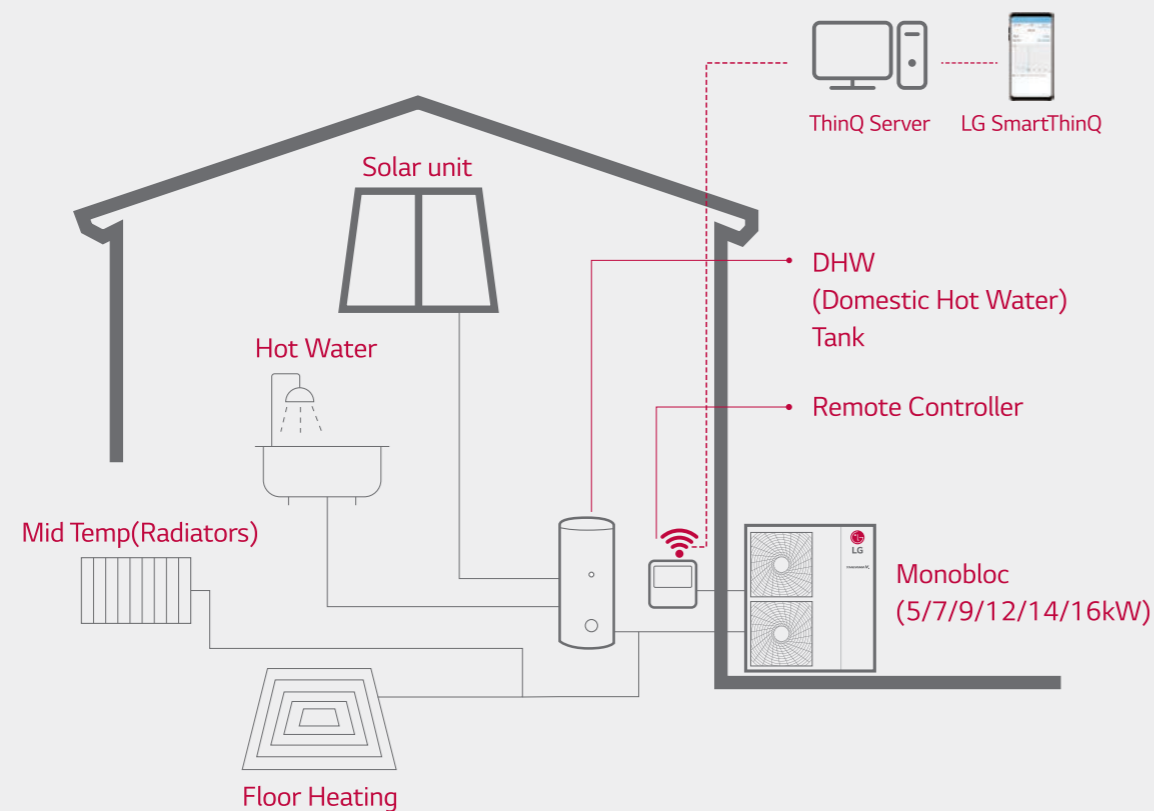 ThinQ Server
LG SmartThinQ
Solar unit
DHW
(Domestic Hot Water)
Tank
Hot Water
Remote Controller
Mid Temp(Radiators)
LG
Monobloc
(5/7/9/12/14/16kW)
Floor Heating